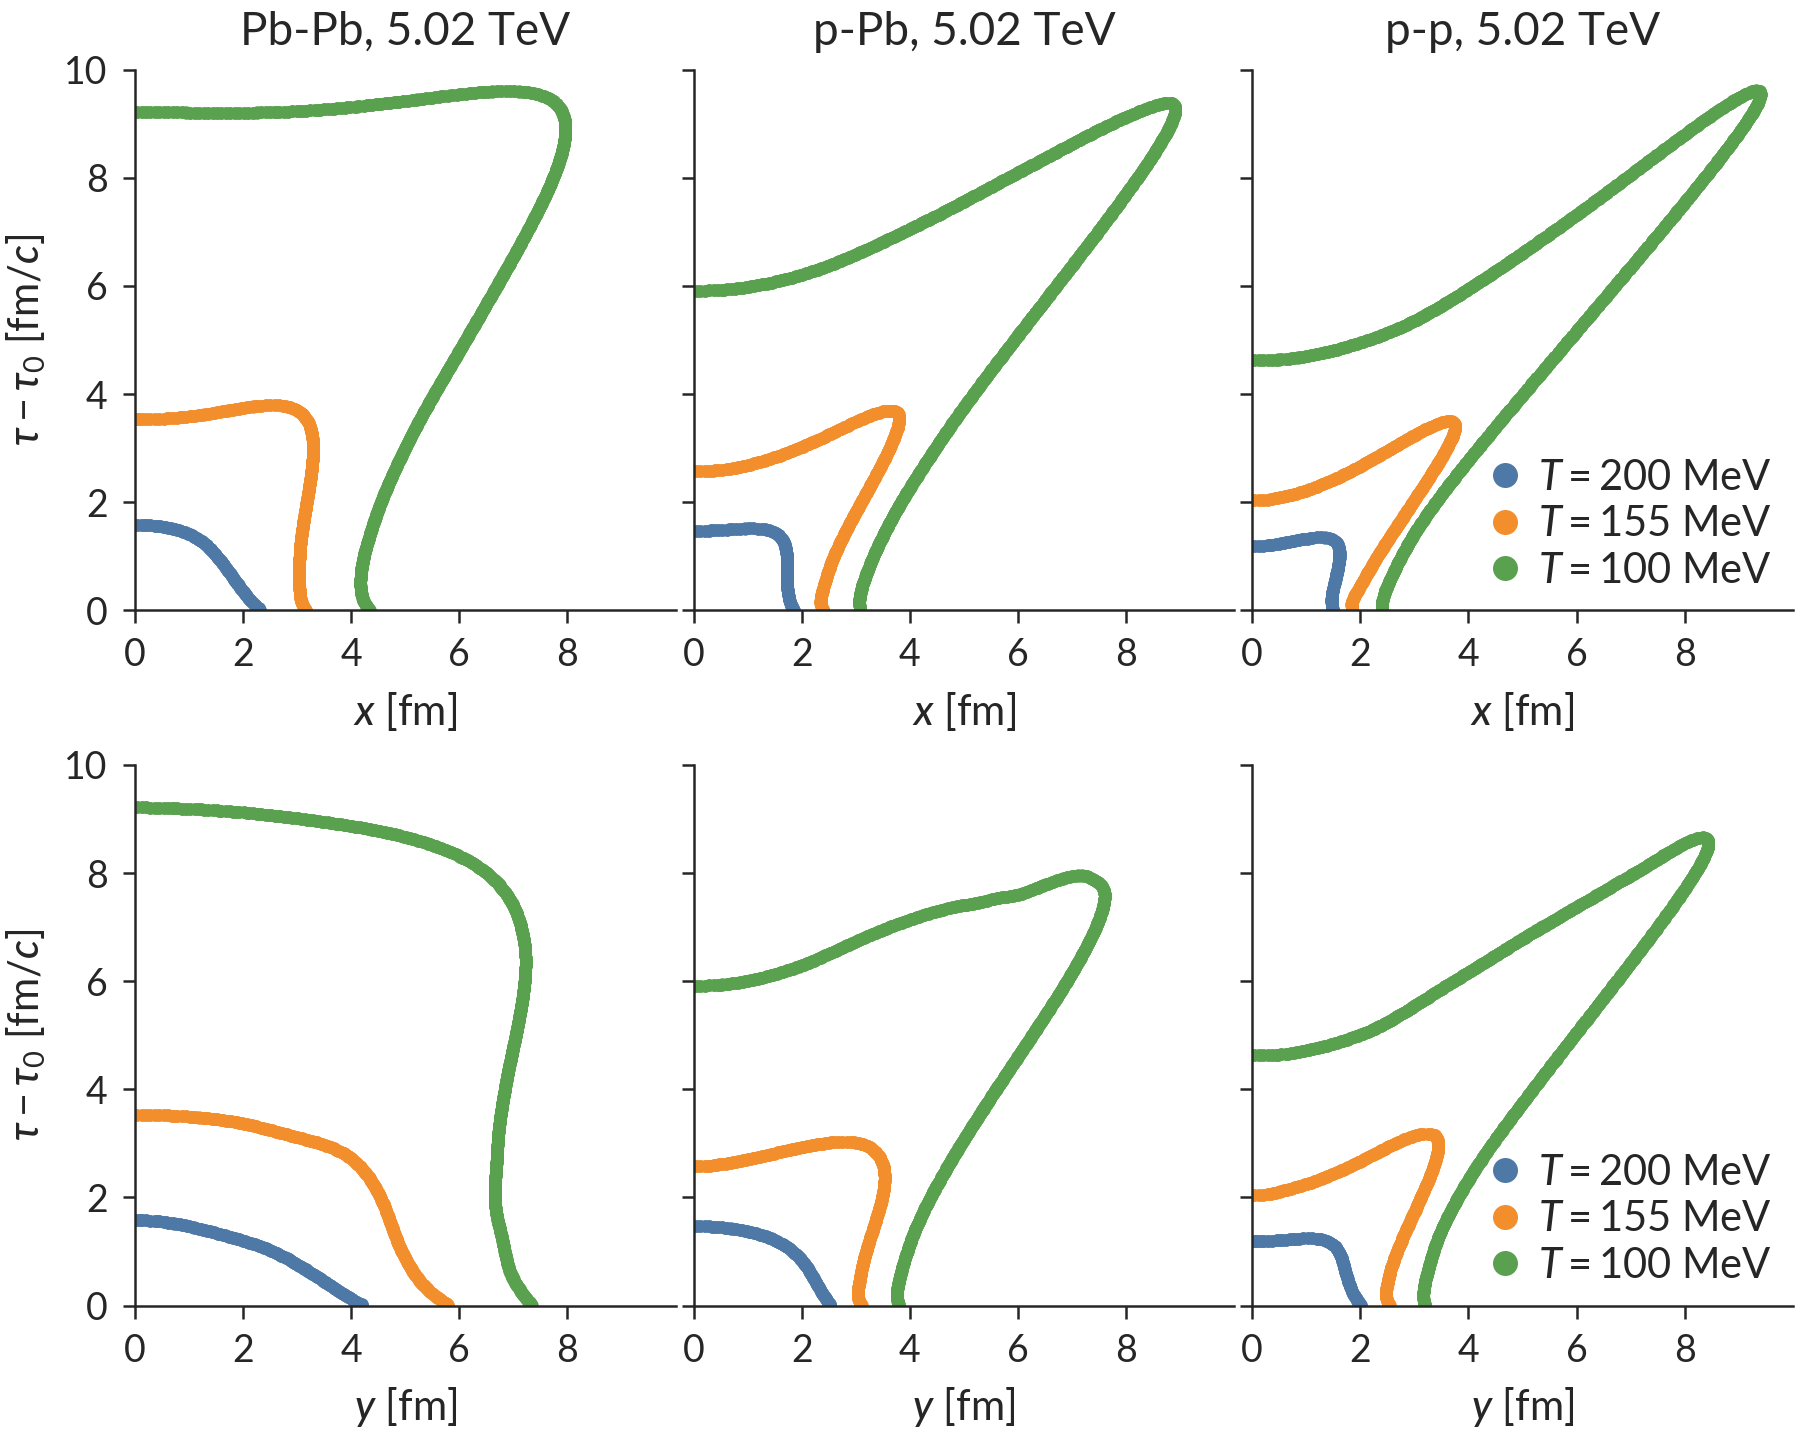 Pb-Pb, 5.02 TeV
p-Pb, 5.02 TeV
p-p, 5.02 TeV
τ − τ0 [fm/c]
10
8
6
4
2
0
0 2 4 6 8
0 2 4 6 8
0 2 4 6 8
T = 200 MeV
T = 155 MeV
T = 100 MeV
x [fm]
x [fm]
x [fm]
τ − τ0 [fm/c]
10
8
6
4
2
0
0 2 4 6 8
0 2 4 6 8
0 2 4 6 8
T = 200 MeV
T = 155 MeV
T = 100 MeV
y [fm]
y [fm]
y [fm]